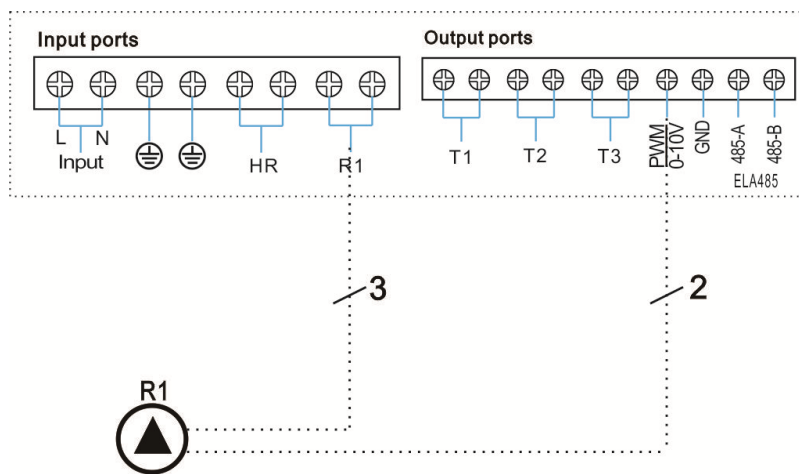 Input ports
Output ports
L N
Input
HR
R1
T1
T2
T3
PWM
0-10V
GND
485-A
485-B
ELA485
3
2
R1